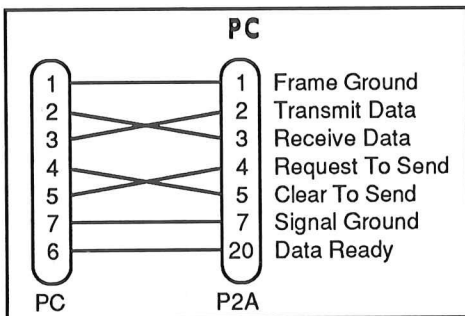 PC
1 1 Frame Ground
2 2 Transmit Data
3 3 Receive Data
4 4 Request To Send
5 5 Clear To Send
7 7 Signal Ground
6 20 Data Ready
PC P2A